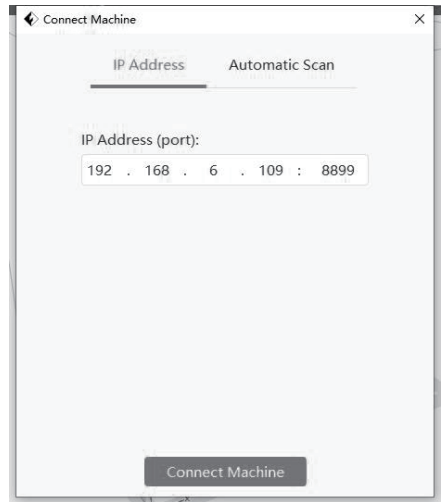 Connect Machine
IP Address Automatic Scan
IP Address (port):
192 . 168 . 6 . 109 : 8899
Connect Machine